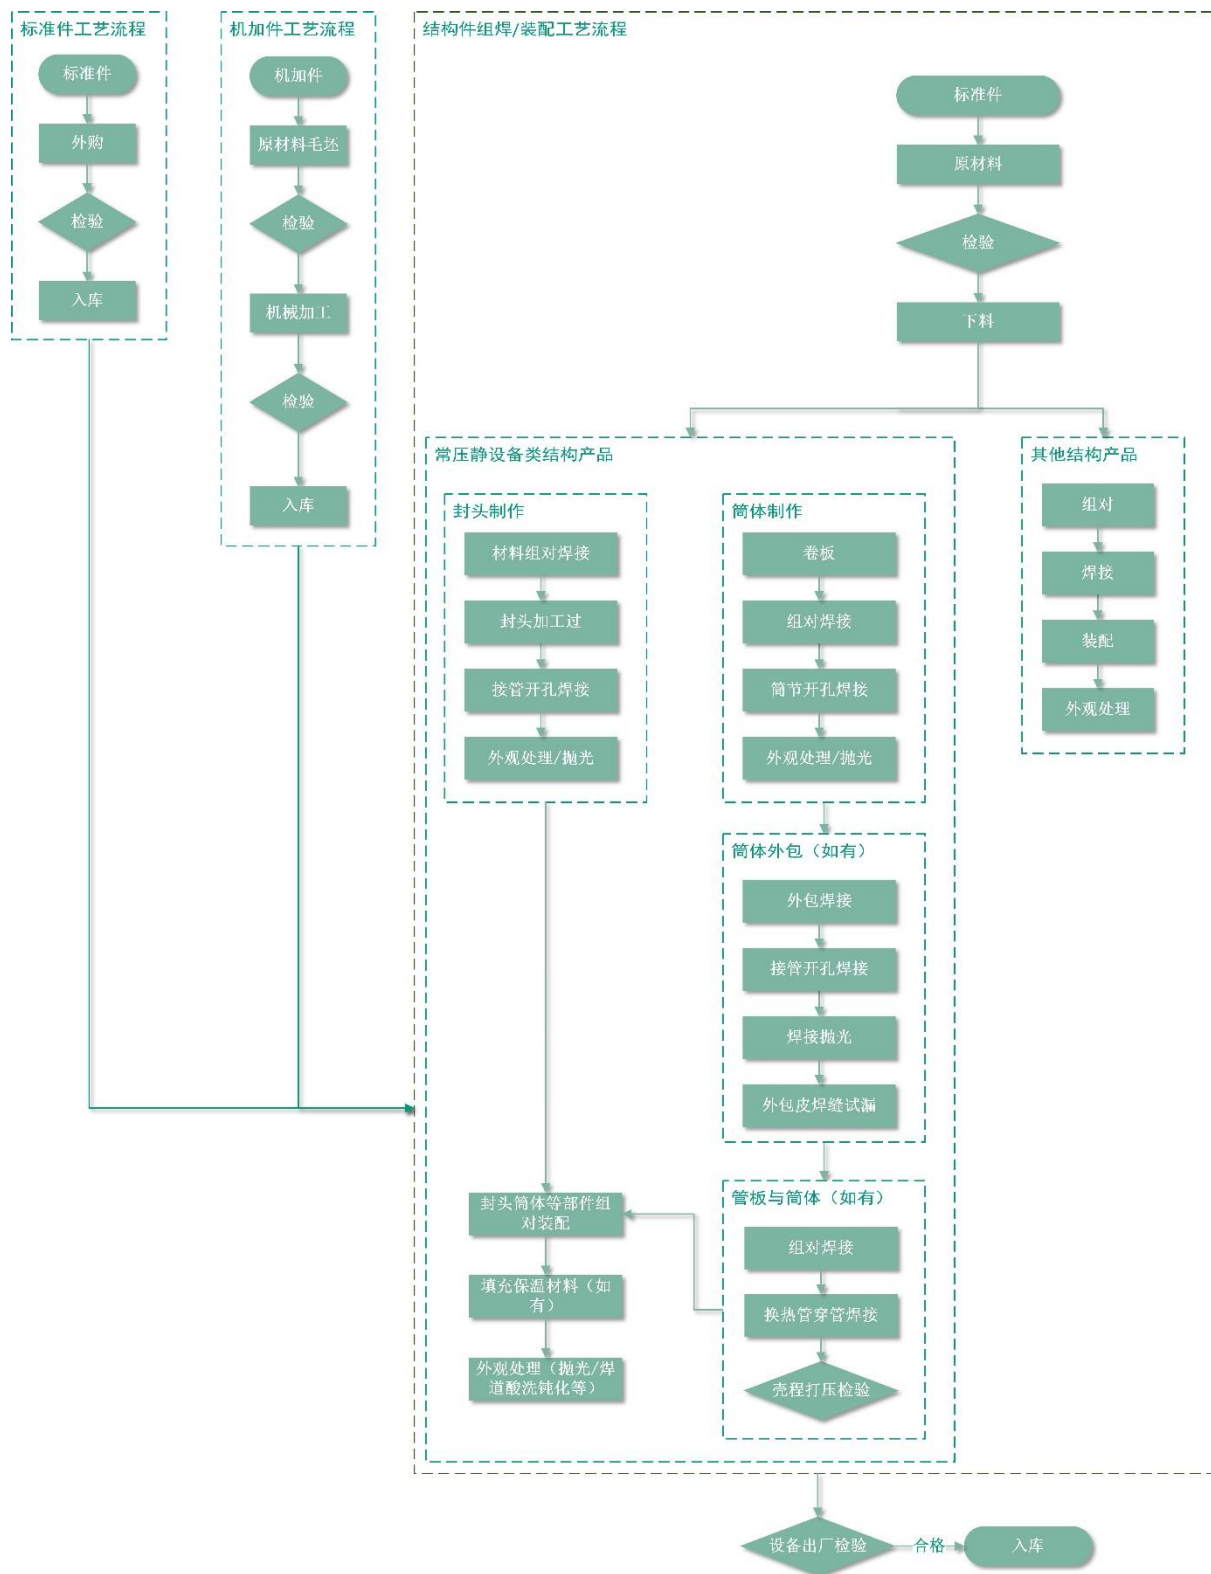 标准件工艺流程
标准件
外购
检验
入库
机加件工艺流程
机加件
原材料毛坯
检验
机械加工
检验
入库
结构件组焊/装配工艺流程
标准件
原材料
检验
下料
常压静设备类结构产品
封头制作
材料组对焊接
封头加工过
接管开孔焊接
外观处理/抛光
筒体制作
卷板
组对焊接
筒节开孔焊接
外观处理/抛光
筒体外包（如有）
外包焊接
接管开孔焊接
焊接抛光
外包皮焊缝试漏
管板与筒体（如有）
组对焊接
换热管穿管焊接
壳程打压检验
封头筒体等部件组
对装配
填充保温材料（如
有）
外观处理（抛光/焊
道酸洗钝化等）
其他结构产品
组对
焊接
装配
外观处理
设备出厂检验
合格
入库